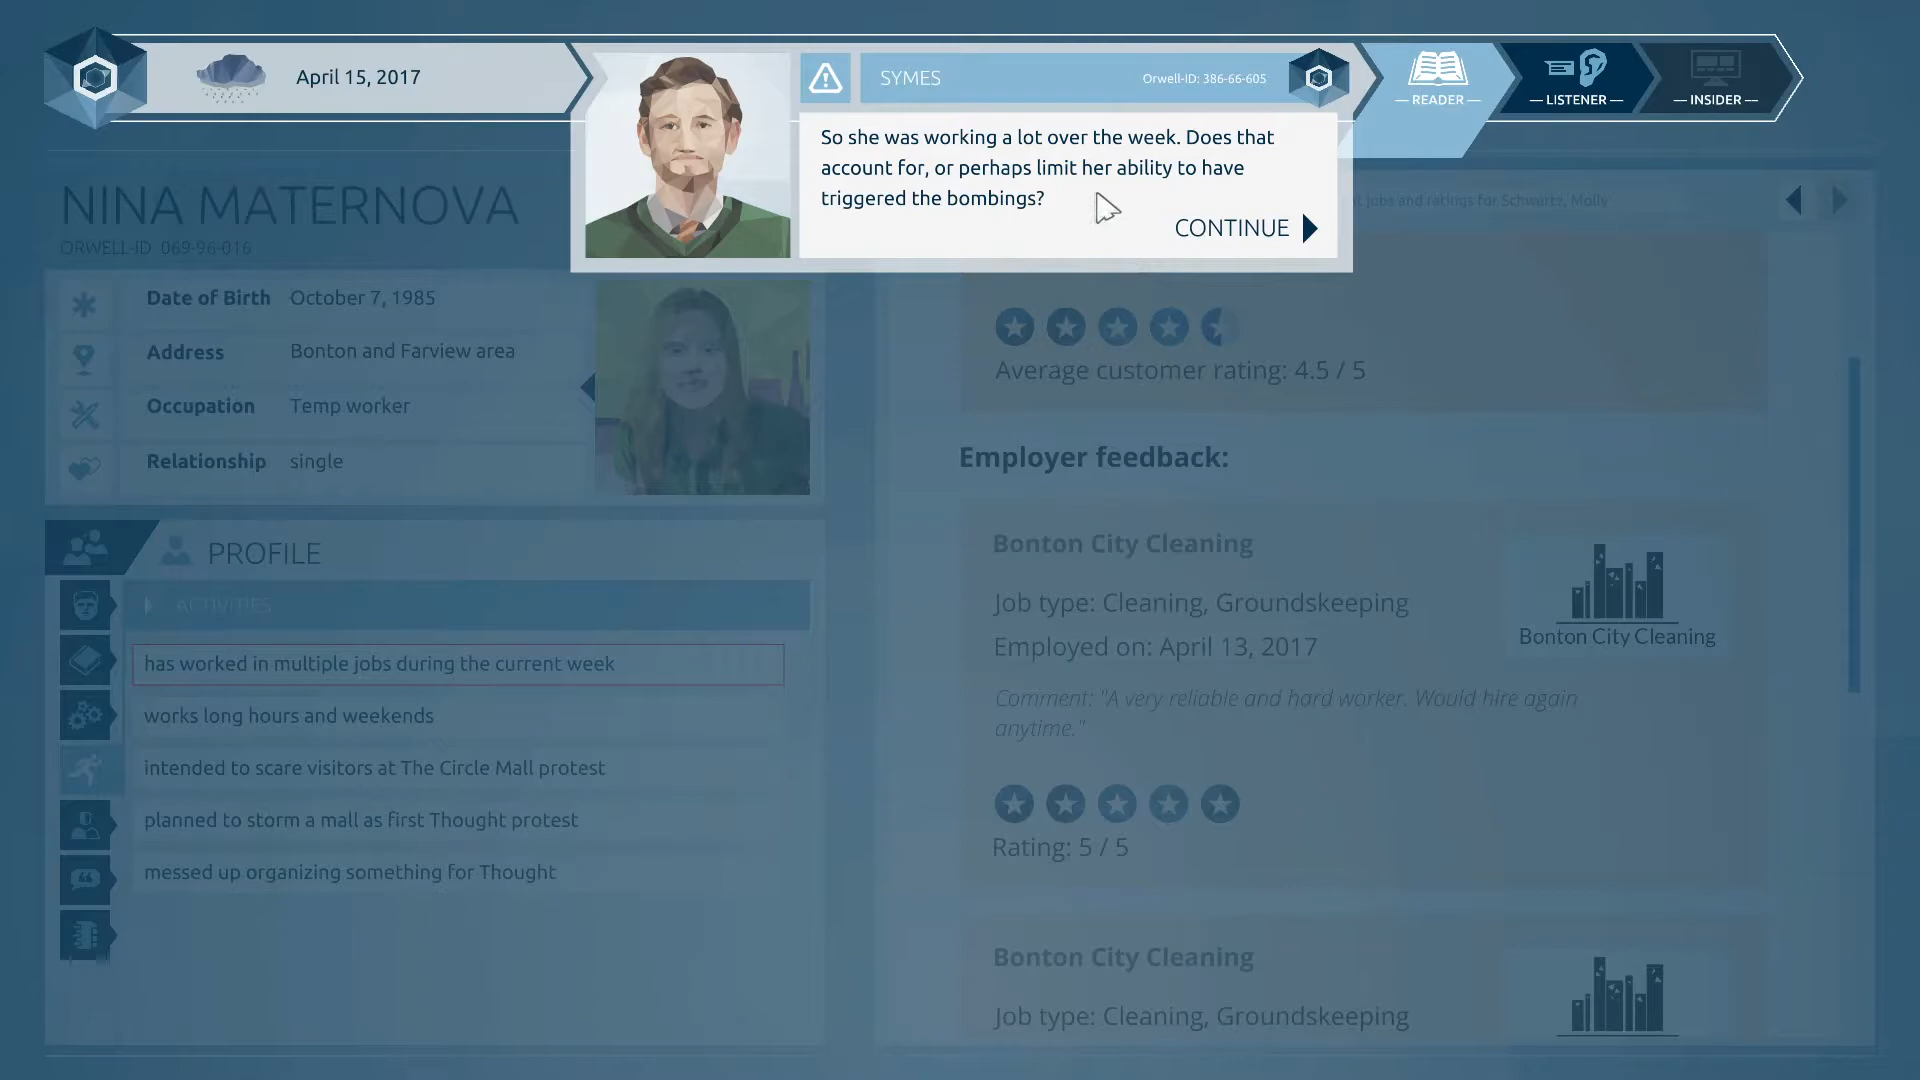 April 15, 2017
SYMES
Orwell-ID: 386-66-605
So she was working a lot over the week. Does that
account for, or perhaps limit her ability to have
triggered the bombings?
CONTINUE
READER
LISTENER
INSIDER
NINA MATERNOVA
ORWELL-ID 069-96-016
Date of Birth October 7, 1985
Address Bonton and Farview area
Occupation Temp worker
Relationship single
PROFILE
ACTIVITIES
has worked in multiple jobs during the current week
works long hours and weekends
intended to scare visitors at The Circle Mall protest
planned to storm a mall as first Thought protest
messed up organizing something for Thought
jobs and ratings for Schwartz, Molly
Average customer rating: 4.5 / 5
Employer feedback:
Bonton City Cleaning
Job type: Cleaning, Groundskeeping
Employed on: April 13, 2017
Bonton City Cleaning
Comment: "A very reliable and hard worker. Would hire again
anytime."
Rating: 5 / 5
Bonton City Cleaning
Job type: Cleaning, Groundskeeping